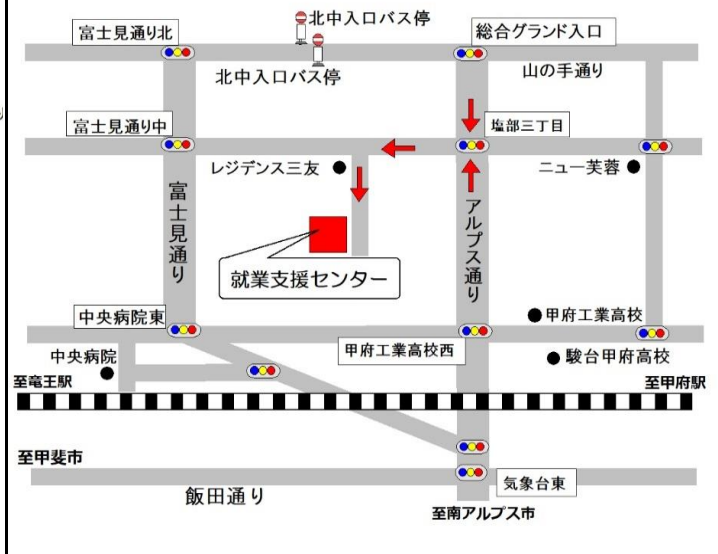 北中入口バス停
富士見通り北
総合グランド入口
北中入口バス停
山の手通り
富士見通り中
塩部三丁目
レジデンス三友
ニュー芙蓉
富士見通り
アルプス通り
就業支援センター
中央病院東
甲府工業高校
甲府工業高校西
中央病院
駿台甲府高校
至竜王駅
至甲府駅
至甲斐市
飯田通り
気象台東
至南アルプス市